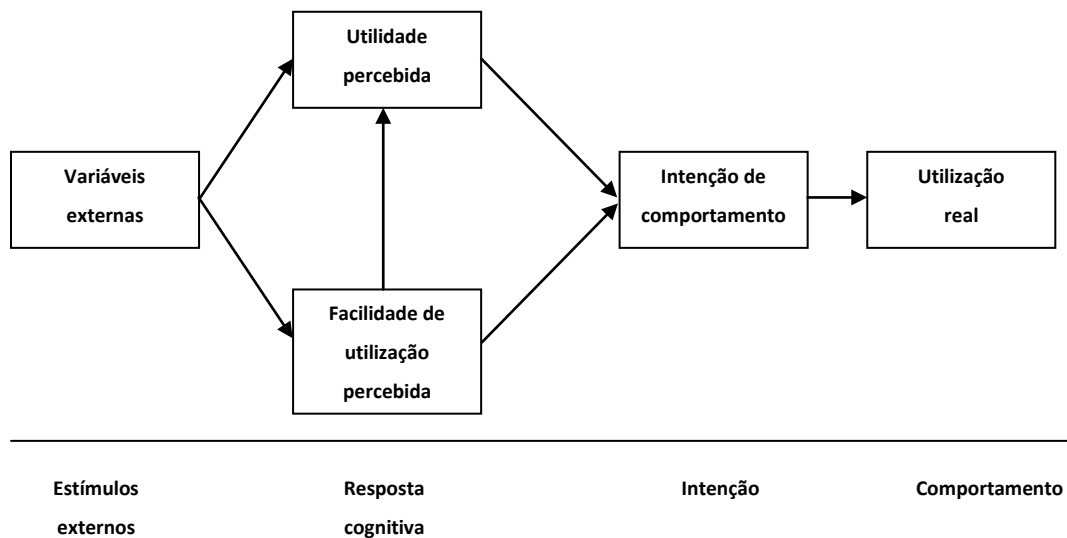 Utilidade
percebida
Variáveis
externas
Intenção de
comportamento
Utilização
real
Facilidade de
utilização
percebida
Estímulos
externos
Resposta
cognitiva
Intenção
Comportamento